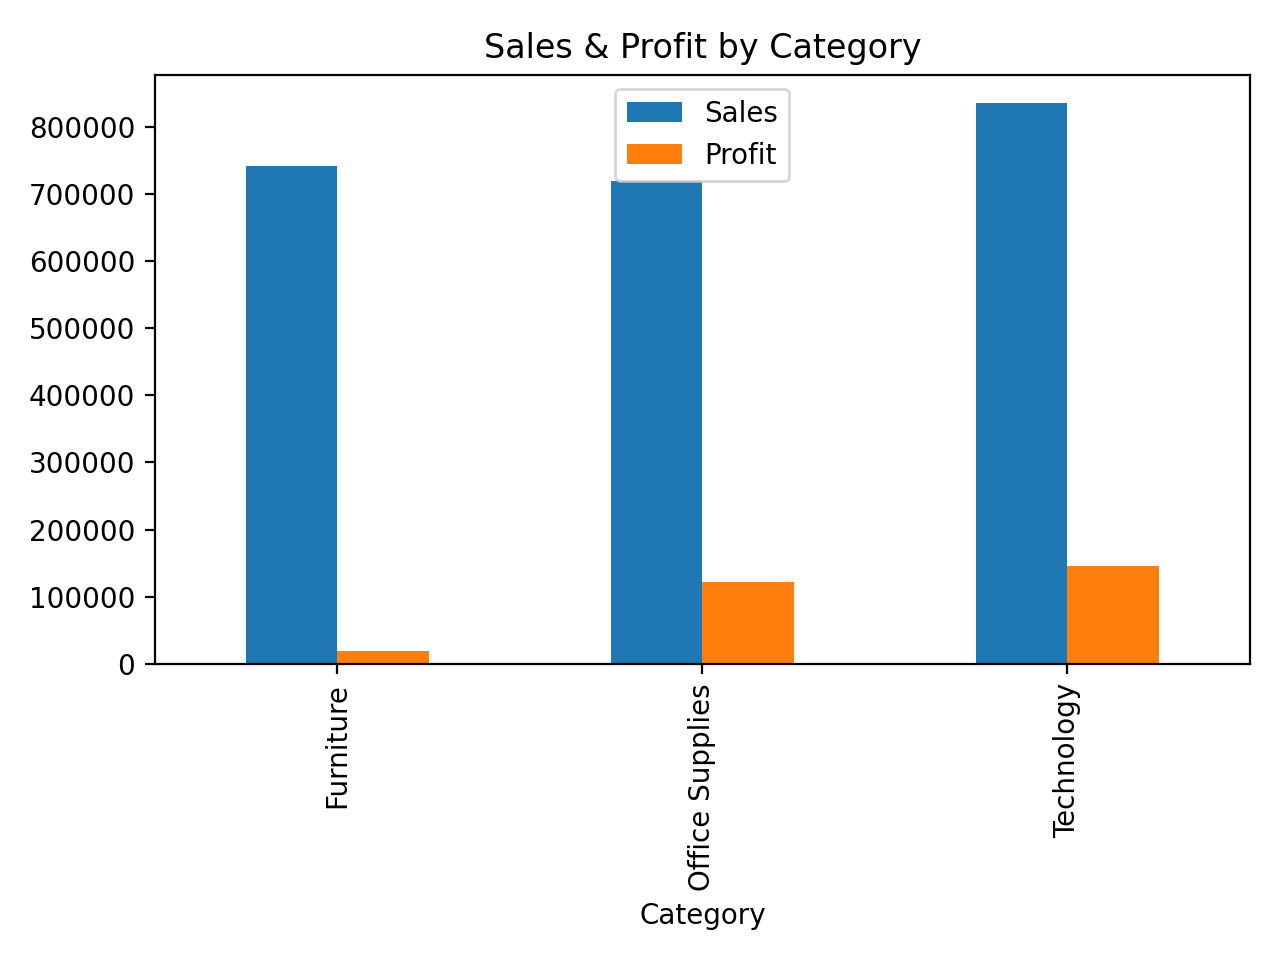 Sales & Profit by Category
Sales
Profit
800000
700000
600000
500000
400000
300000
200000
100000
0
Furniture
Office Supplies
Technology
Category